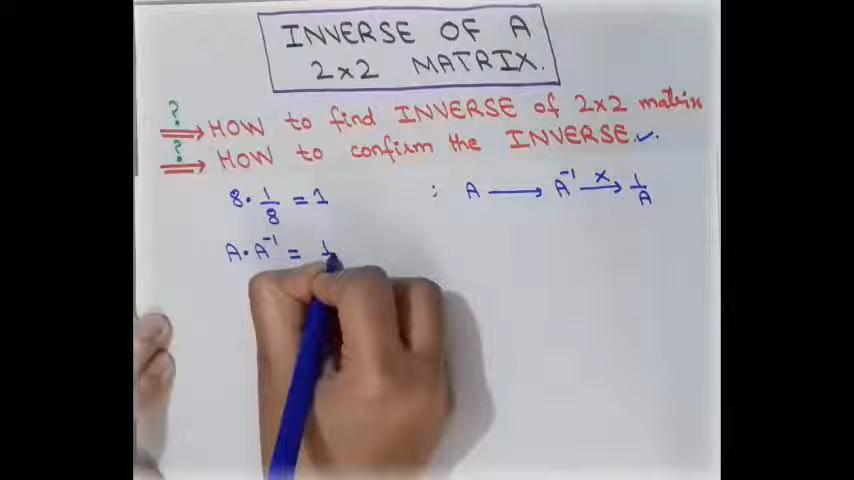 INVERSE OF A
2×2 MATRIX.
? ⇒ HOW to find INVERSE of 2×2 matrix
? ⇒ HOW to confirm the INVERSE. ✓.
8 · 1/8 = 1 : A → A⁻¹ —x→ 1/A
A · A⁻¹ =